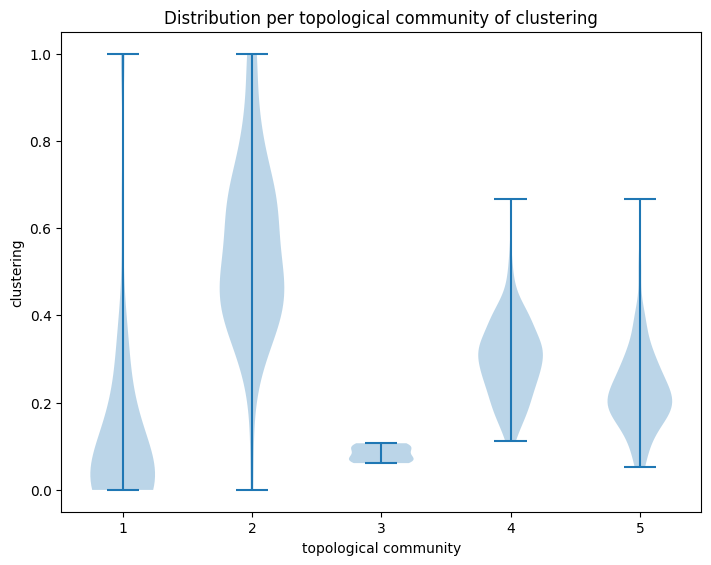 Distribution per topological community of clustering
1.0
0.8
0.6
0.4
0.2
0.0
clustering
1 2 3 4 5
topological community